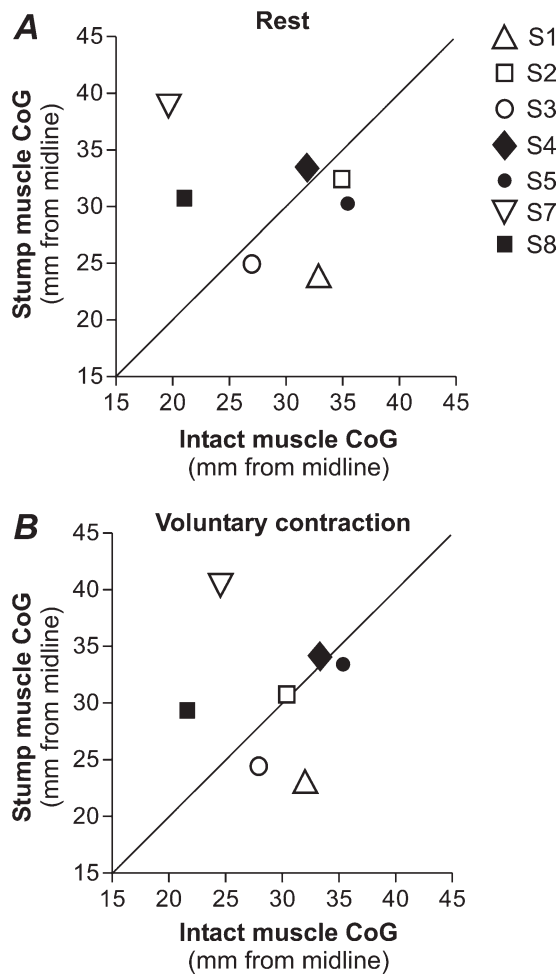 A
Rest
45
40
35
30
25
20
15
Stump muscle CoG
(mm from midline)
15 20 25 30 35 40 45
Intact muscle CoG
(mm from midline)
S1
S2
S3
S4
S5
S7
S8
B
Voluntary contraction
45
40
35
30
25
20
15
Stump muscle CoG
(mm from midline)
15 20 25 30 35 40 45
Intact muscle CoG
(mm from midline)